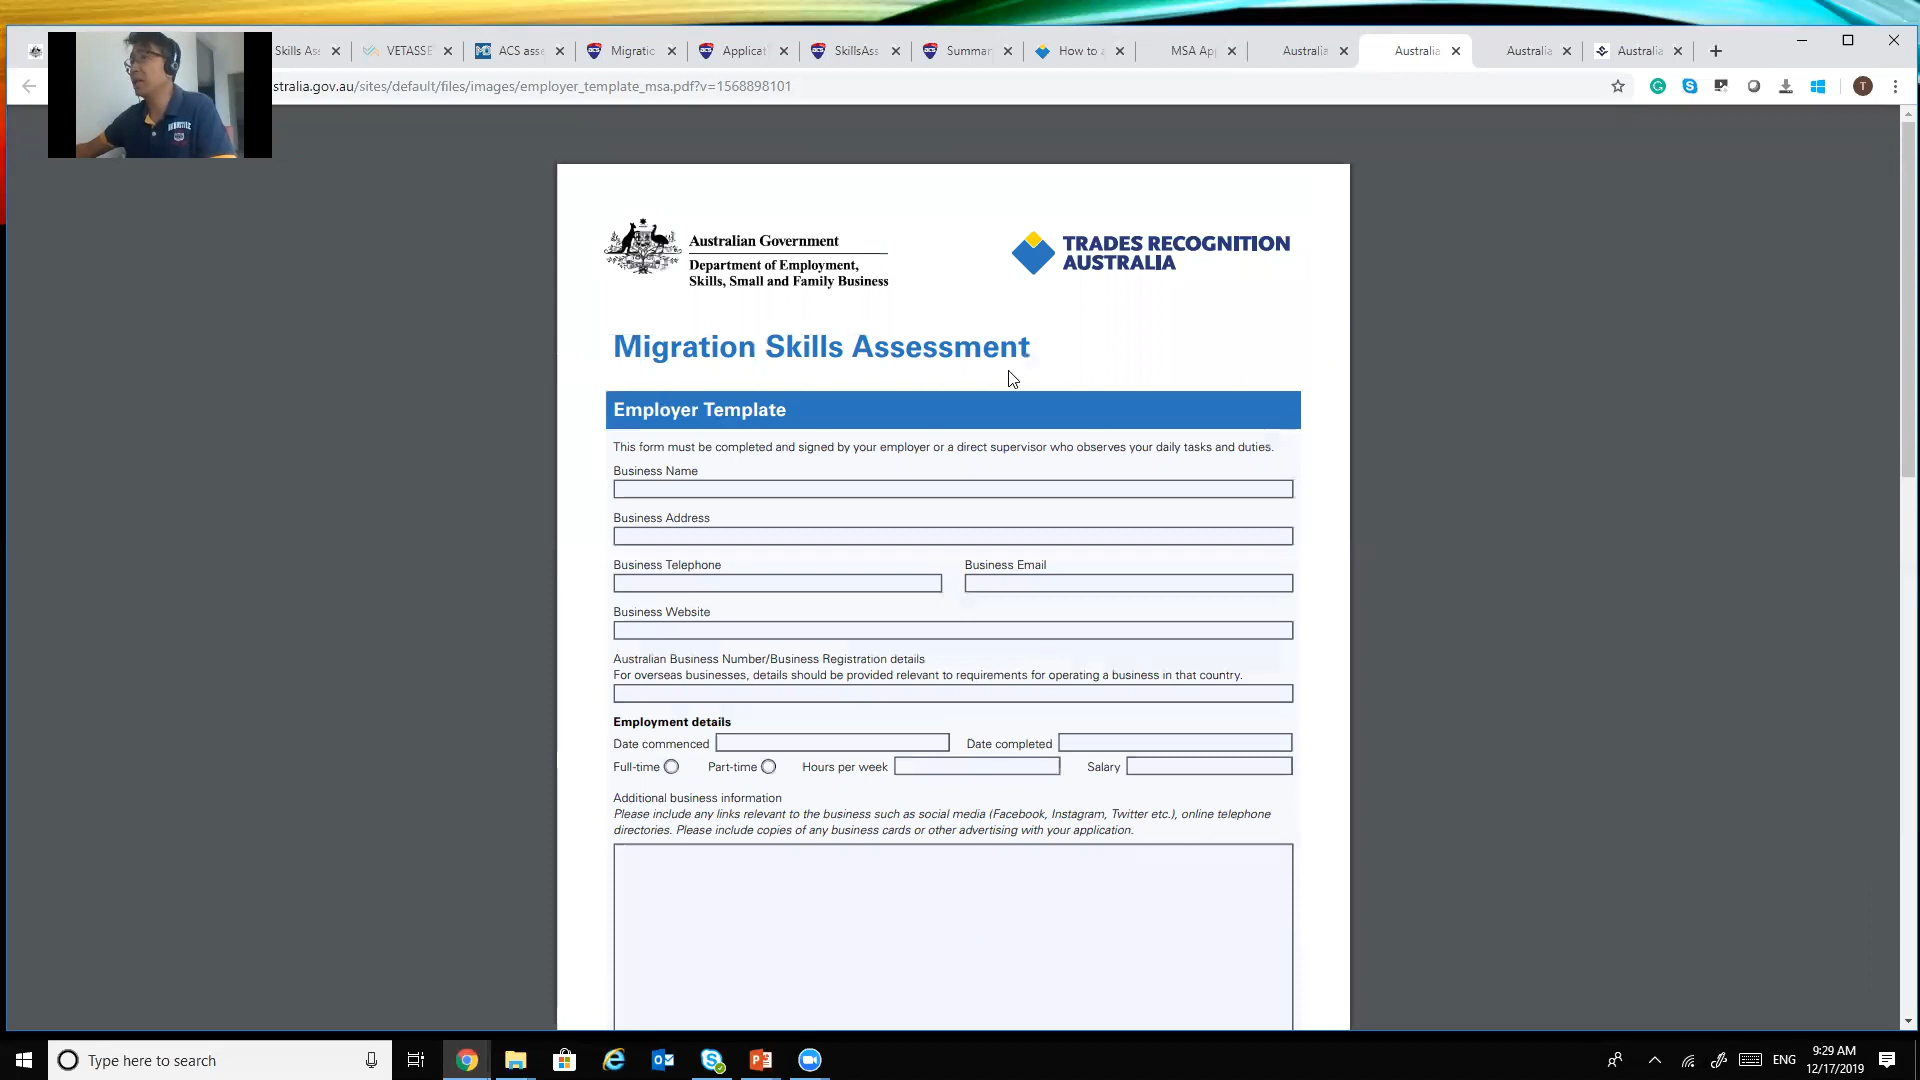 Skills As
VETASSE
ACS asse
Migratic
Applicat
SkillsAss
Summar
How to a
MSA Ap
Australia
Australia
Australia
Australia
stralia.gov.au/sites/default/files/images/employer_template_msa.pdf?v=1568898101
T
Australian Government
Department of Employment,
Skills, Small and Family Business
TRADES RECOGNITION
AUSTRALIA
Migration Skills Assessment
Employer Template
This form must be completed and signed by your employer or a direct supervisor who observes your daily tasks and duties.
Business Name
Business Address
Business Telephone
Business Email
Business Website
Australian Business Number/Business Registration details
For overseas businesses, details should be provided relevant to requirements for operating a business in that country.
Employment details
Date commenced
Date completed
Full-time
Part-time
Hours per week
Salary
Additional business information
Please include any links relevant to the business such as social media (Facebook, Instagram, Twitter etc.), online telephone
directories. Please include copies of any business cards or other advertising with your application.
Type here to search
ENG
9:29 AM
12/17/2019